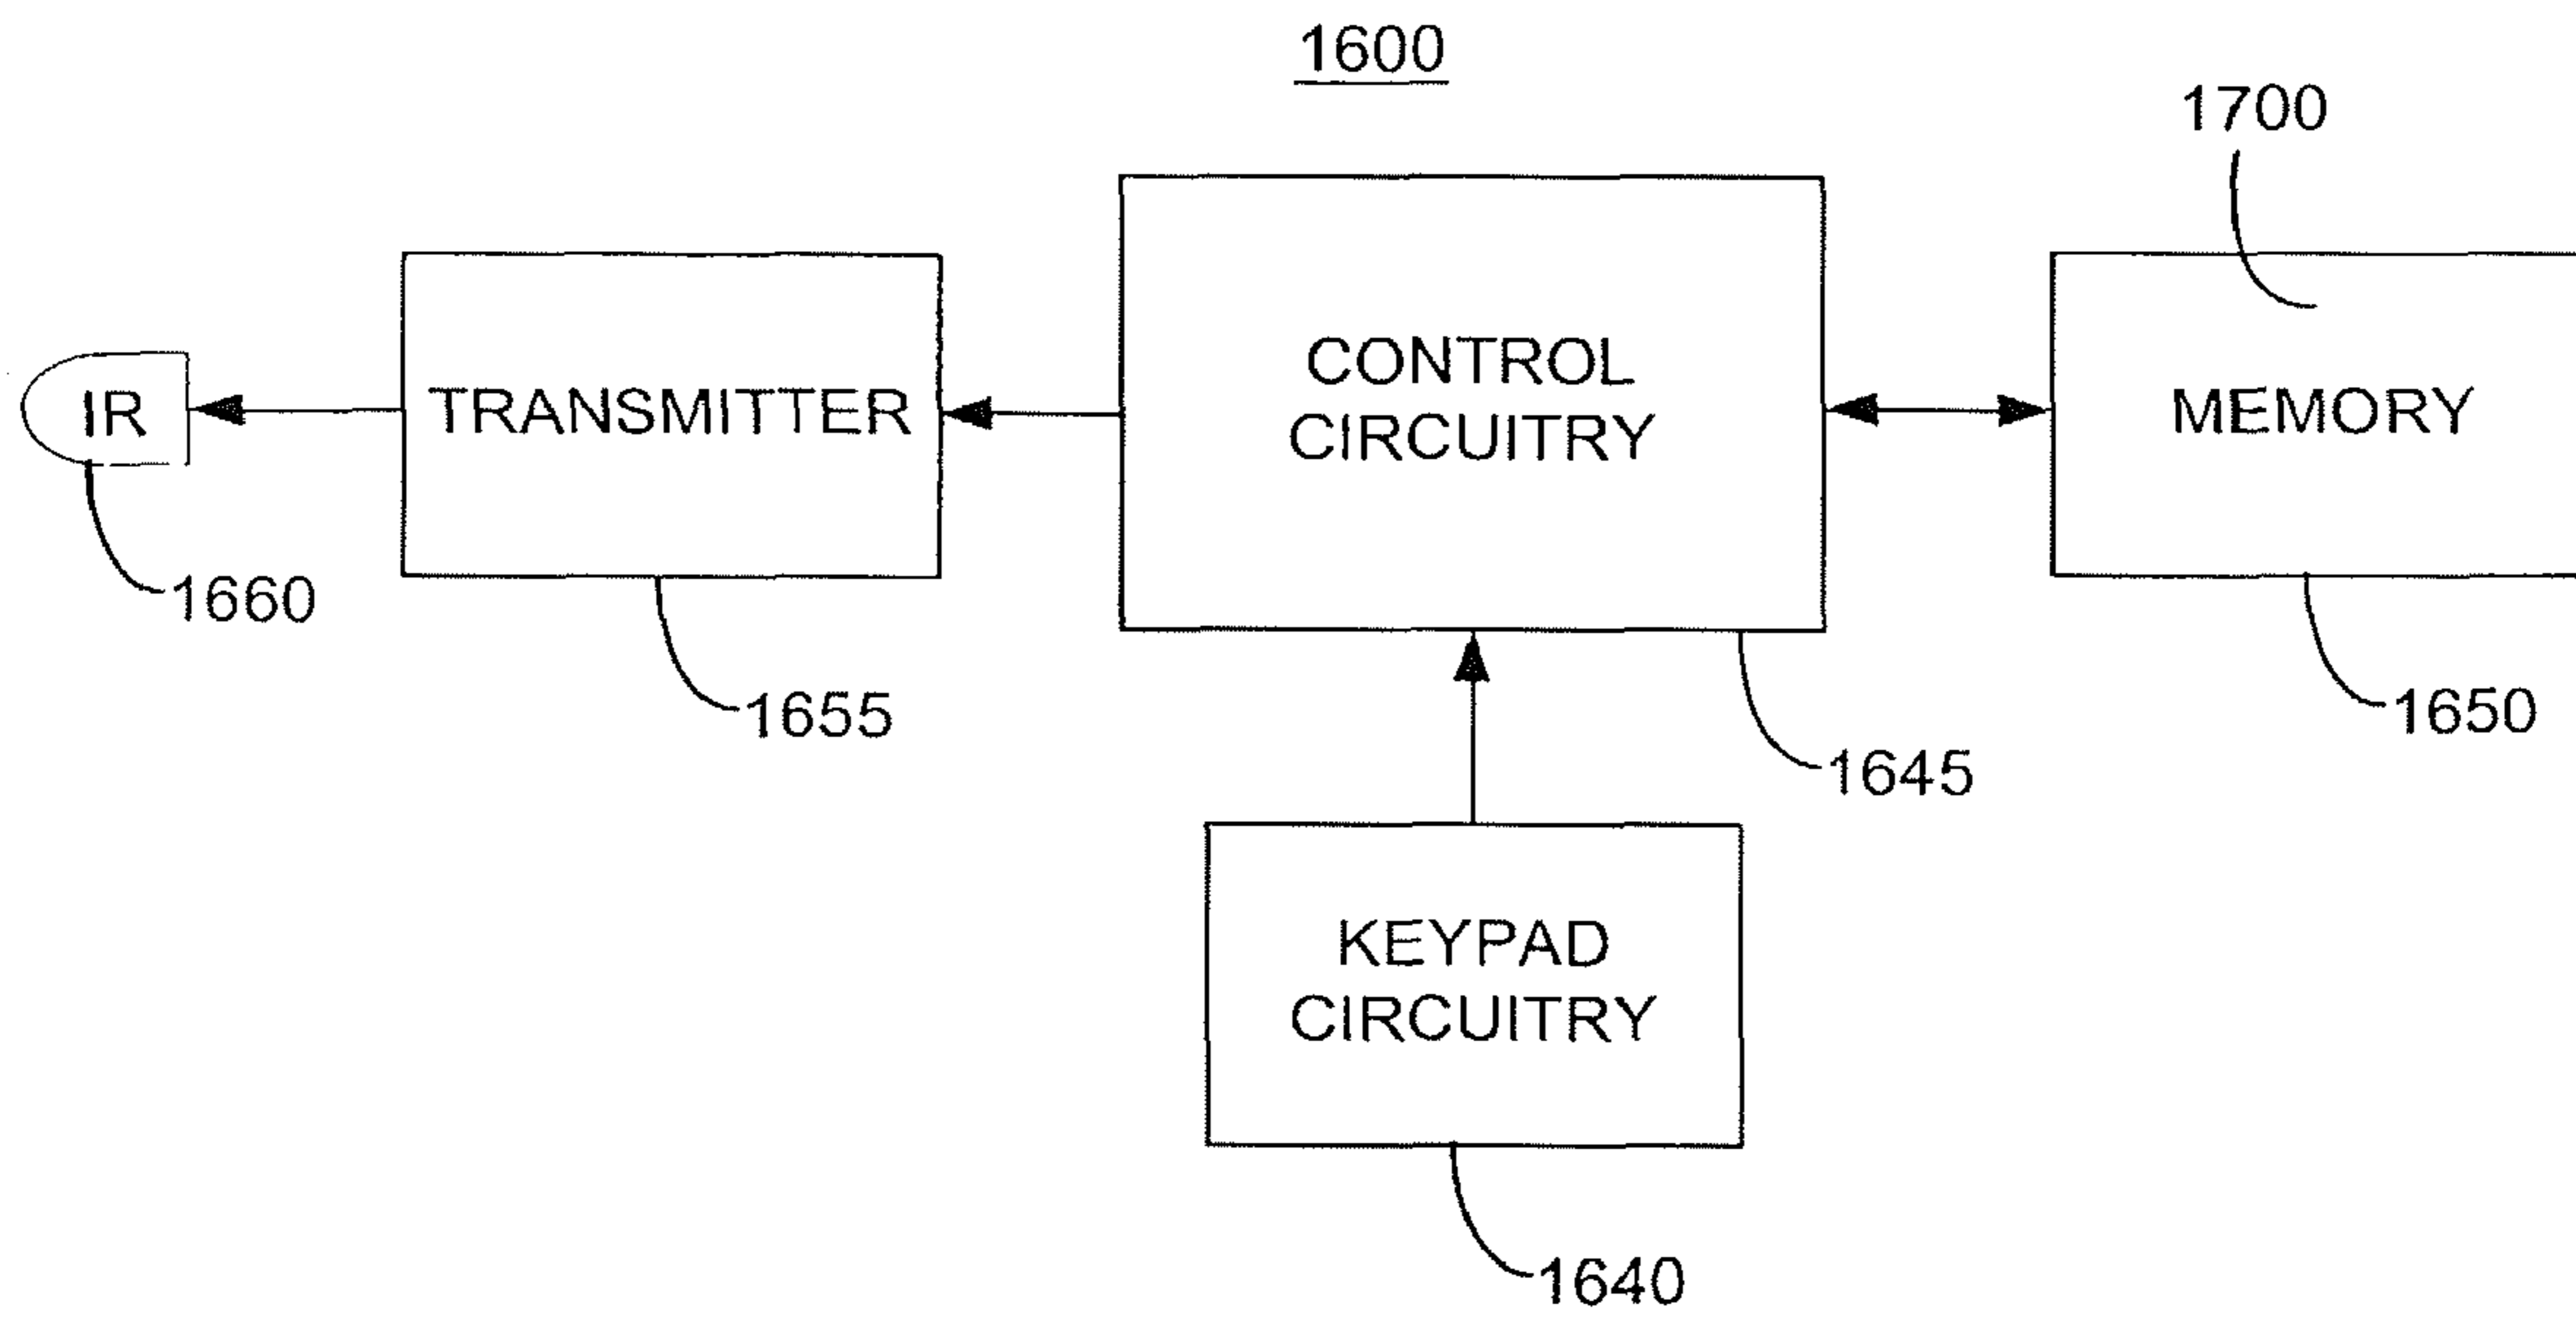 1600
1700
CONTROL
CIRCUITRY
TRANSMITTER
IR
MEMORY
1660
1655
1650
1645
KEYPAD
CIRCUITRY
1640